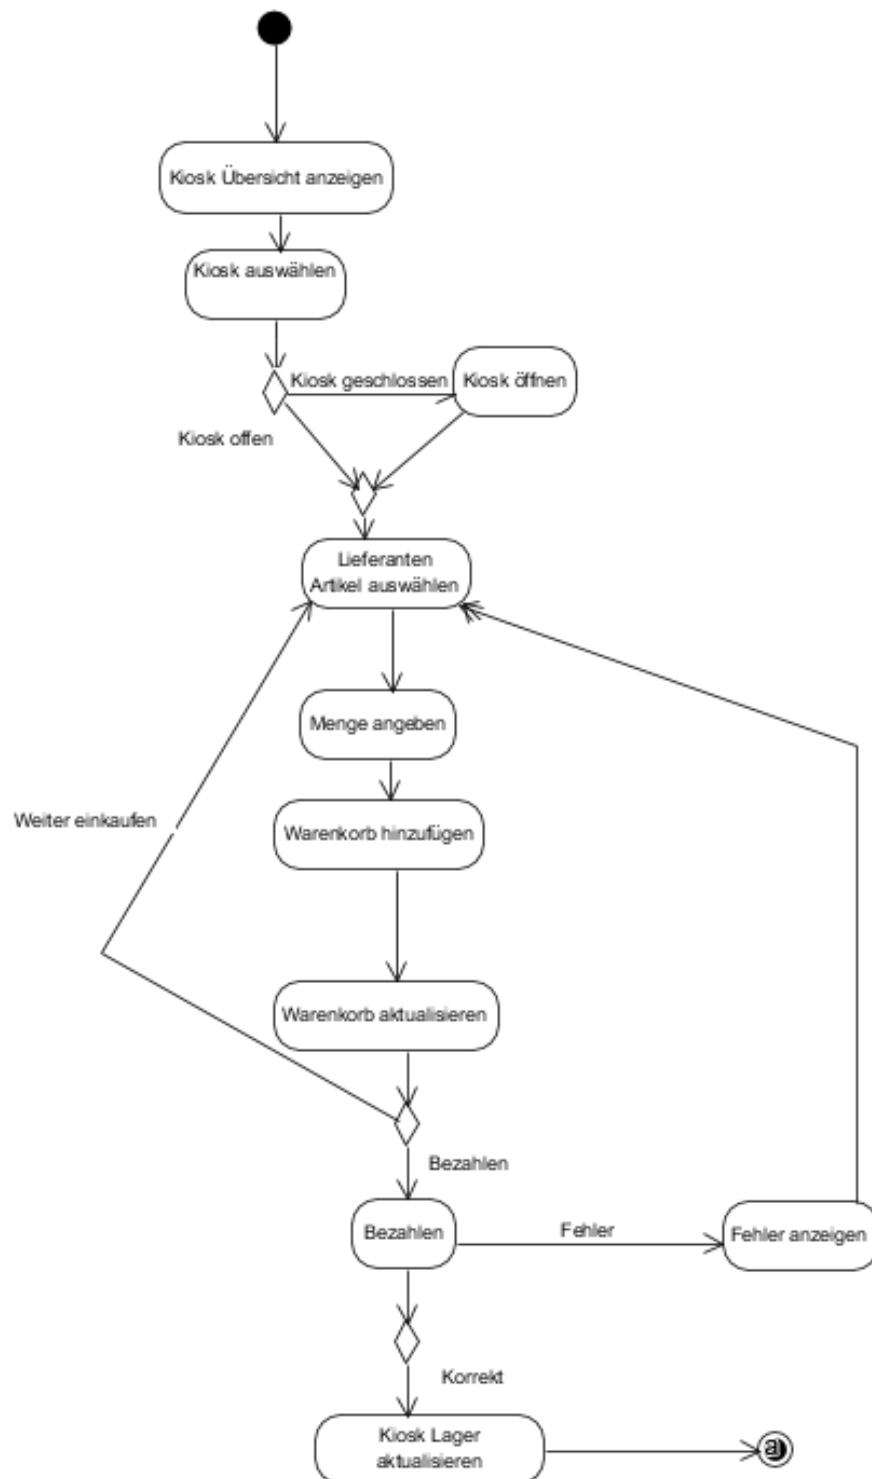 Kiosk Übersicht anzeigen
Kiosk auswählen
Kiosk geschlossen
Kiosk öffnen
Kiosk offen
Lieferanten
Artikel auswählen
Menge angeben
Weiter einkaufen
Warenkorb hinzufügen
Warenkorb aktualisieren
Bezahlen
Bezahlen
Fehler
Fehler anzeigen
Korrekt
Kiosk Lager
aktualisieren